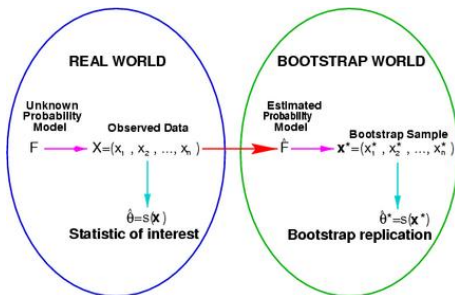 REAL WORLD
Unknown
Probability
Model
Observed Data
F
X=(x₁ , x₂ , ..., xₙ )
θ̂=s(x)
Statistic of interest
BOOTSTRAP WORLD
Estimated
Probability
Model
Bootstrap Sample
F̂
x*=(x₁* , x₂* , ..., xₙ* )
θ̂*=s(x*)
Bootstrap replication